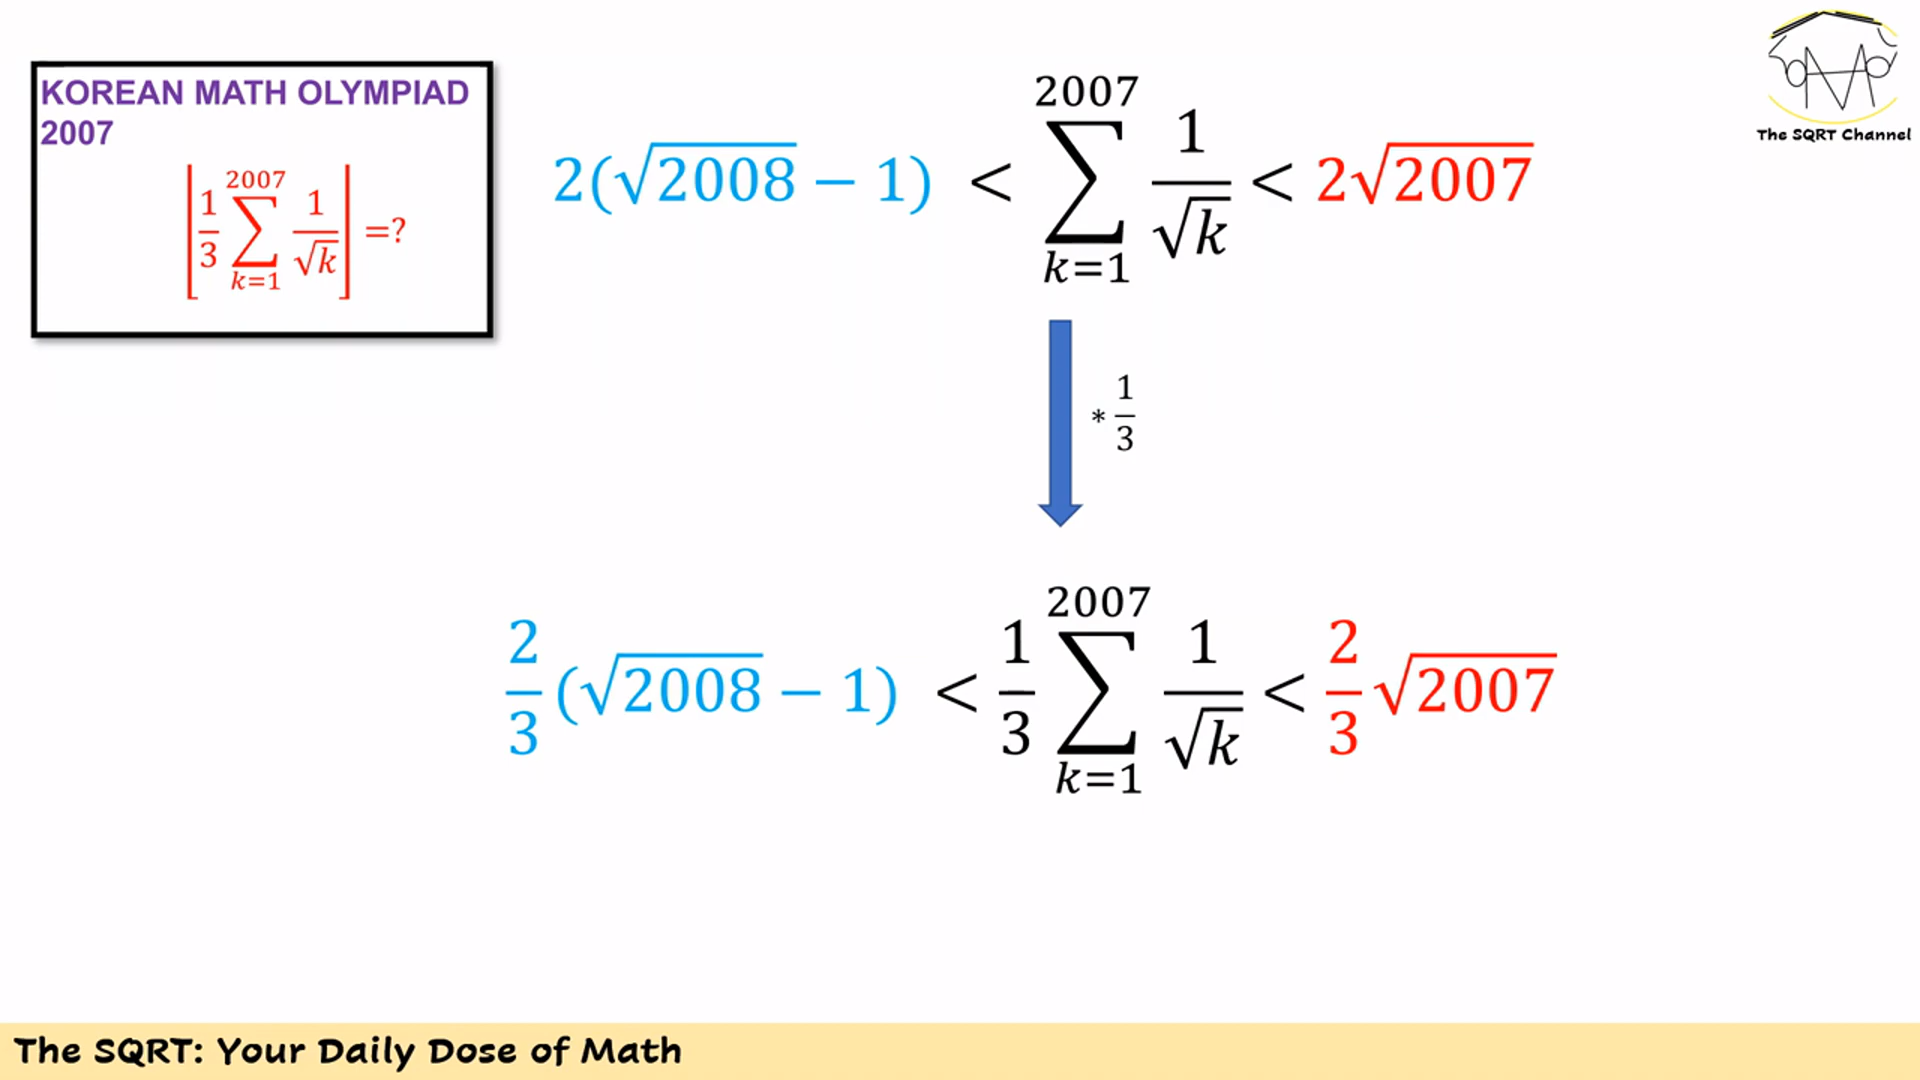 KOREAN MATH OLYMPIAD
2007
⌊1/3 ∑_{k=1}^{2007} 1/√k⌋ =?
2(√2008 − 1) < ∑_{k=1}^{2007} 1/√k < 2√2007
The SQRT Channel
* 1/3
2/3 (√2008 − 1) < 1/3 ∑_{k=1}^{2007} 1/√k < 2/3 √2007
The SQRT: Your Daily Dose of Math